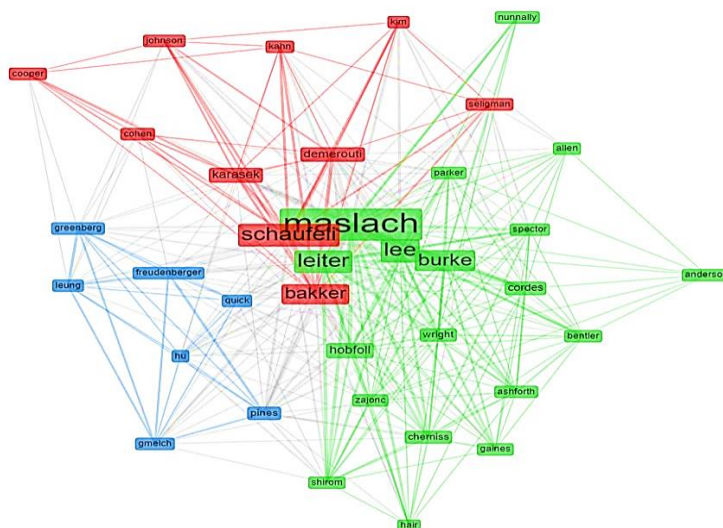 nunnally
kim
johnson
kahn
cooper
seligman
cohen
allen
demerouti
parker
karasek
maslach
greenberg
schaufeli
spector
lee
leiter
burke
freudenberger
anderso
leung
cordes
bakker
quick
wright
bentler
hobfoll
hu
ashforth
zajonc
pines
cherniss
gmelch
gaines
shirom
hair